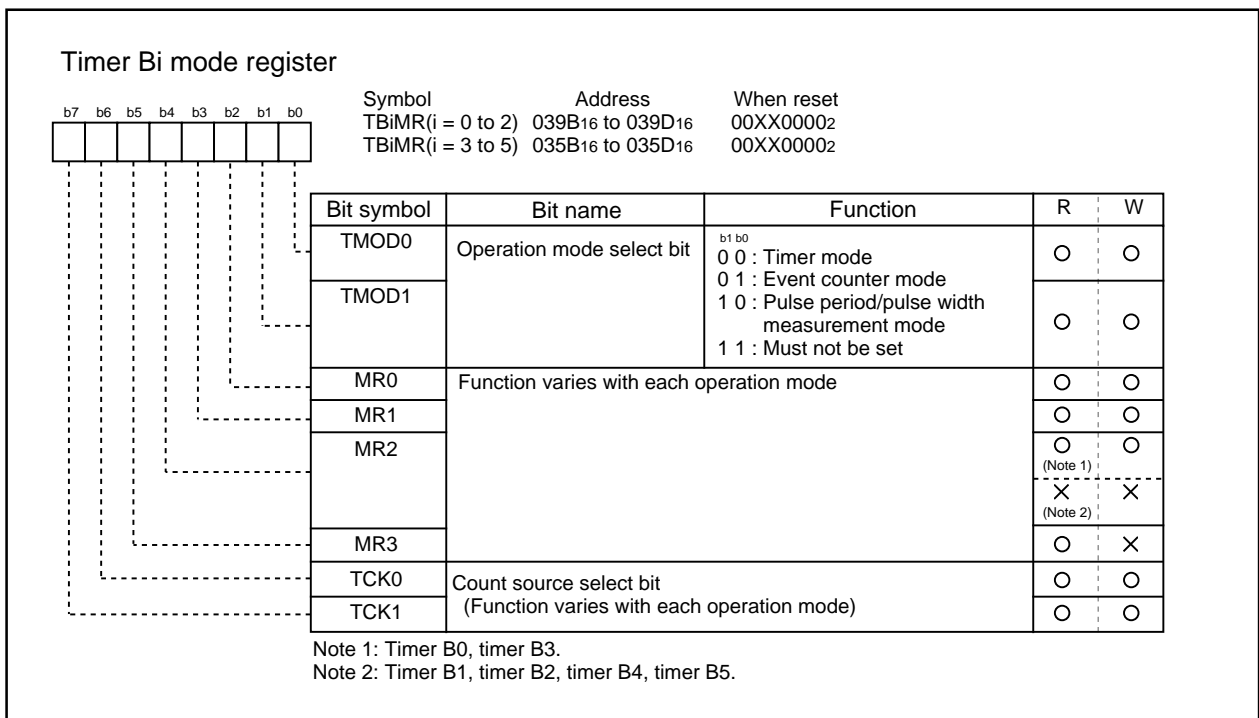 Timer Bi mode register
Symbol Address When reset
b7 b6 b5 b4 b3 b2 b1 b0
TBiMR(i = 0 to 2) 039B16 to 039D16 00XX00002
TBiMR(i = 3 to 5) 035B16 to 035D16 00XX00002
Bit symbol Bit name Function R W
TMOD0 Operation mode select bit b1 b0
0 0 : Timer mode
0 1 : Event counter mode
TMOD1 1 0 : Pulse period/pulse width
measurement mode
1 1 : Must not be set
MR0 Function varies with each operation mode
MR1
MR2
(Note 1)
(Note 2)
MR3
TCK0 Count source select bit
TCK1 (Function varies with each operation mode)
Note 1: Timer B0, timer B3.
Note 2: Timer B1, timer B2, timer B4, timer B5.